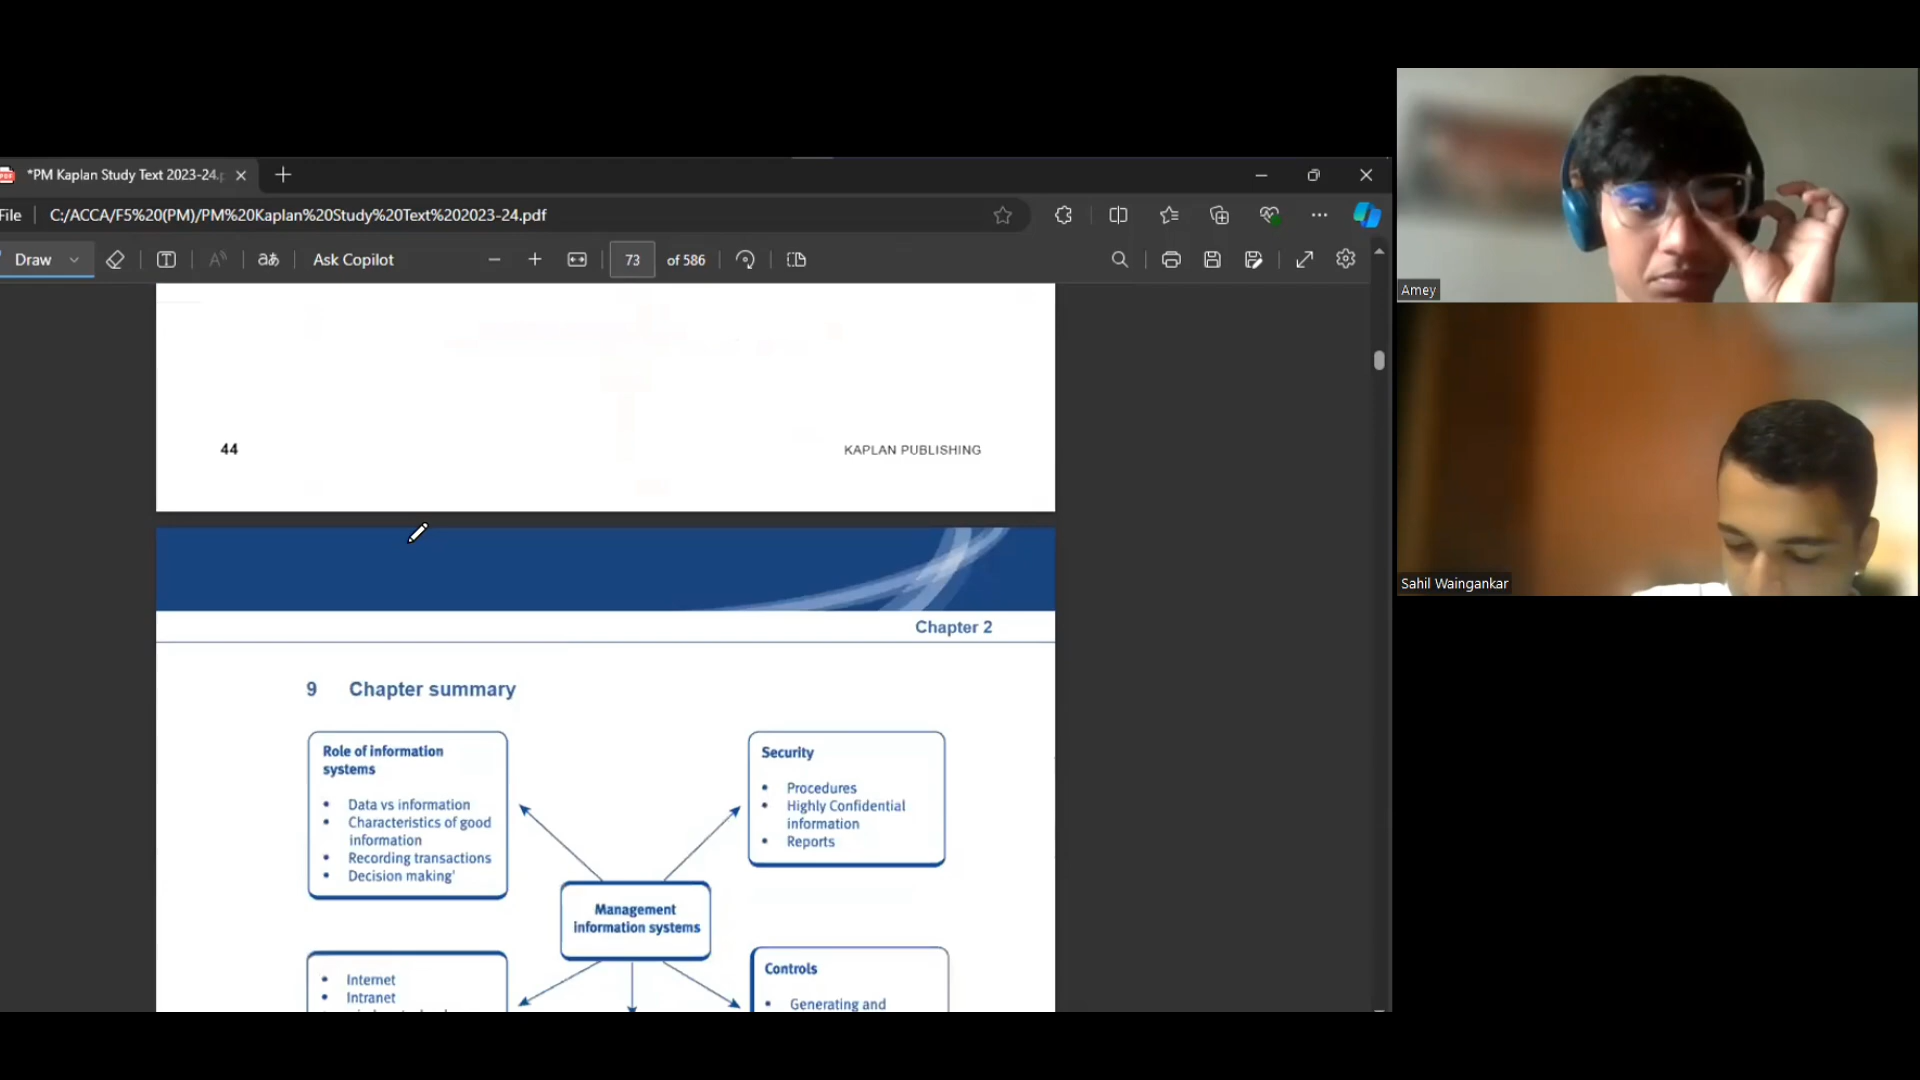 *PM Kaplan Study Text 2023-24.p
File
C:/ACCA/F5%20(PM)/PM%20Kaplan%20Study%20Text%202023-24.pdf
Draw
aあ
Ask Copilot
73 of 586
44
KAPLAN PUBLISHING
Chapter 2
9 Chapter summary
Role of information
systems
• Data vs information
• Characteristics of good
information
• Recording transactions
• Decision making'
Security
• Procedures
• Highly Confidential
information
• Reports
Management
information systems
• Internet
• Intranet
Controls
• Generating and
Amey
Sahil Waingankar